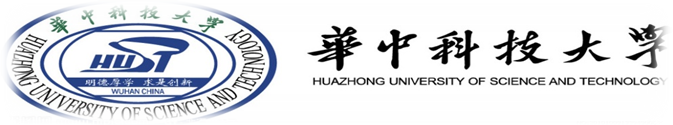 華中科技大學
HUAZHONG UNIVERSITY OF SCIENCE AND TECHNOLOGY
HUST
明德厚学 求是创新
WUHAN CHINA
華中科技大學
HUAZHONG UNIVERSITY OF SCIENCE AND TECHNOLOGY